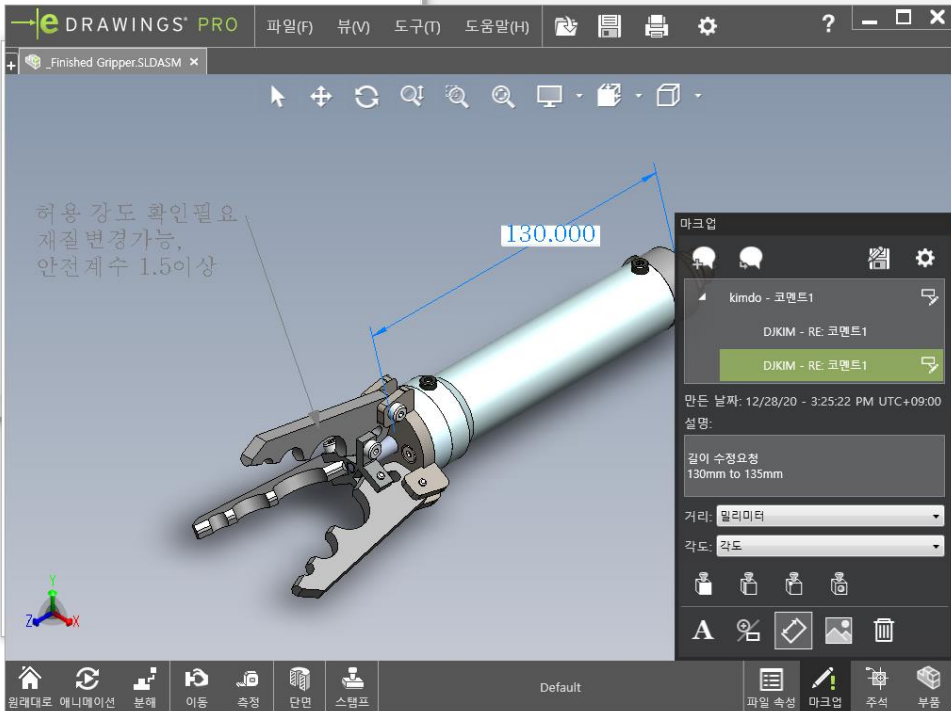 eDRAWINGS® PRO
파일(F) 뷰(V) 도구(T) 도움말(H)
?
+ _Finished Gripper.SLDASM ×
허용 강도 확인필요
재질변경가능,
안전계수 1.5이상
130.000
Y
Z X
마크업
kimdo - 코멘트1
DJKIM - RE: 코멘트1
DJKIM - RE: 코멘트1
만든 날짜: 12/28/20 - 3:25:22 PM UTC+09:00
설명:
길이 수정요청
130mm to 135mm
거리: 밀리미터
각도: 각도
A
원래대로 애니메이션 분해 이동 측정 단면 스탬프 Default 파일 속성 마크업 주석 부품